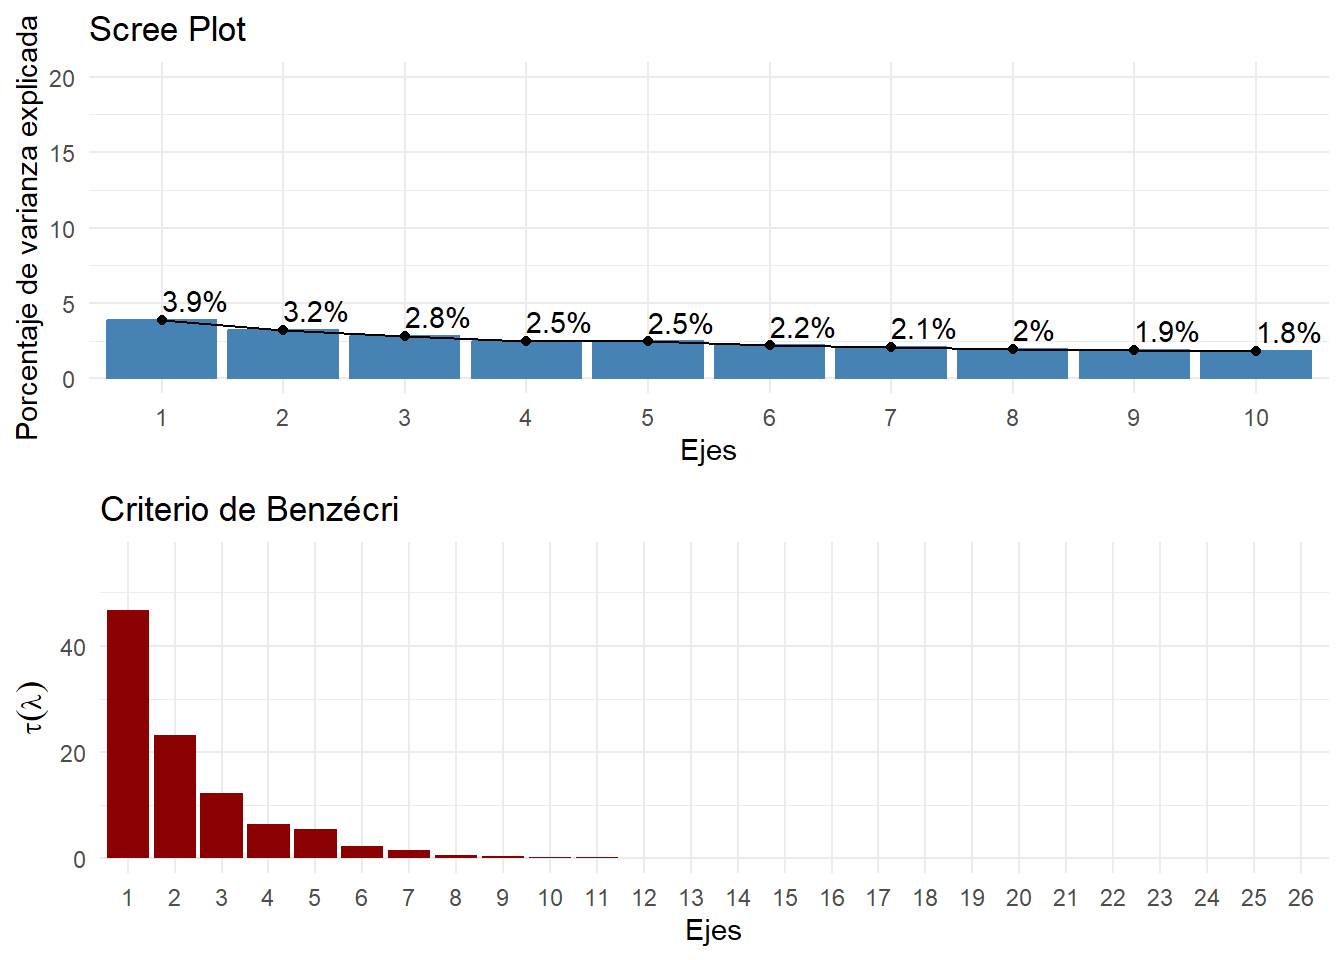 Scree Plot
Porcentaje de varianza explicada
20
15
10
5
0
3.9% 3.2% 2.8% 2.5% 2.5% 2.2% 2.1% 2% 1.9% 1.8%
1 2 3 4 5 6 7 8 9 10
Ejes
Criterio de Benzécri
τ(λ)
40
20
0
1 2 3 4 5 6 7 8 9 10 11 12 13 14 15 16 17 18 19 20 21 22 23 24 25 26
Ejes